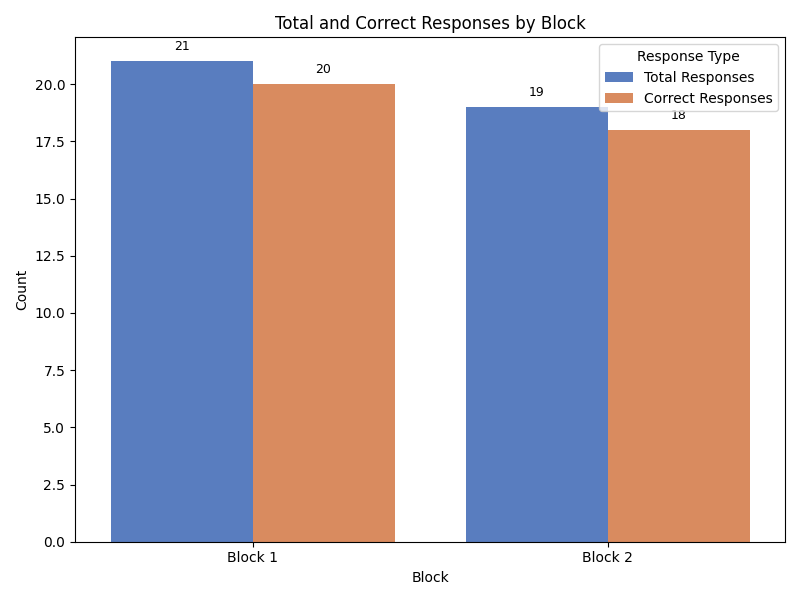 Total and Correct Responses by Block
21
20
19
18
Response Type
Total Responses
Correct Responses
Count
20.0
17.5
15.0
12.5
10.0
7.5
5.0
2.5
0.0
Block 1
Block 2
Block